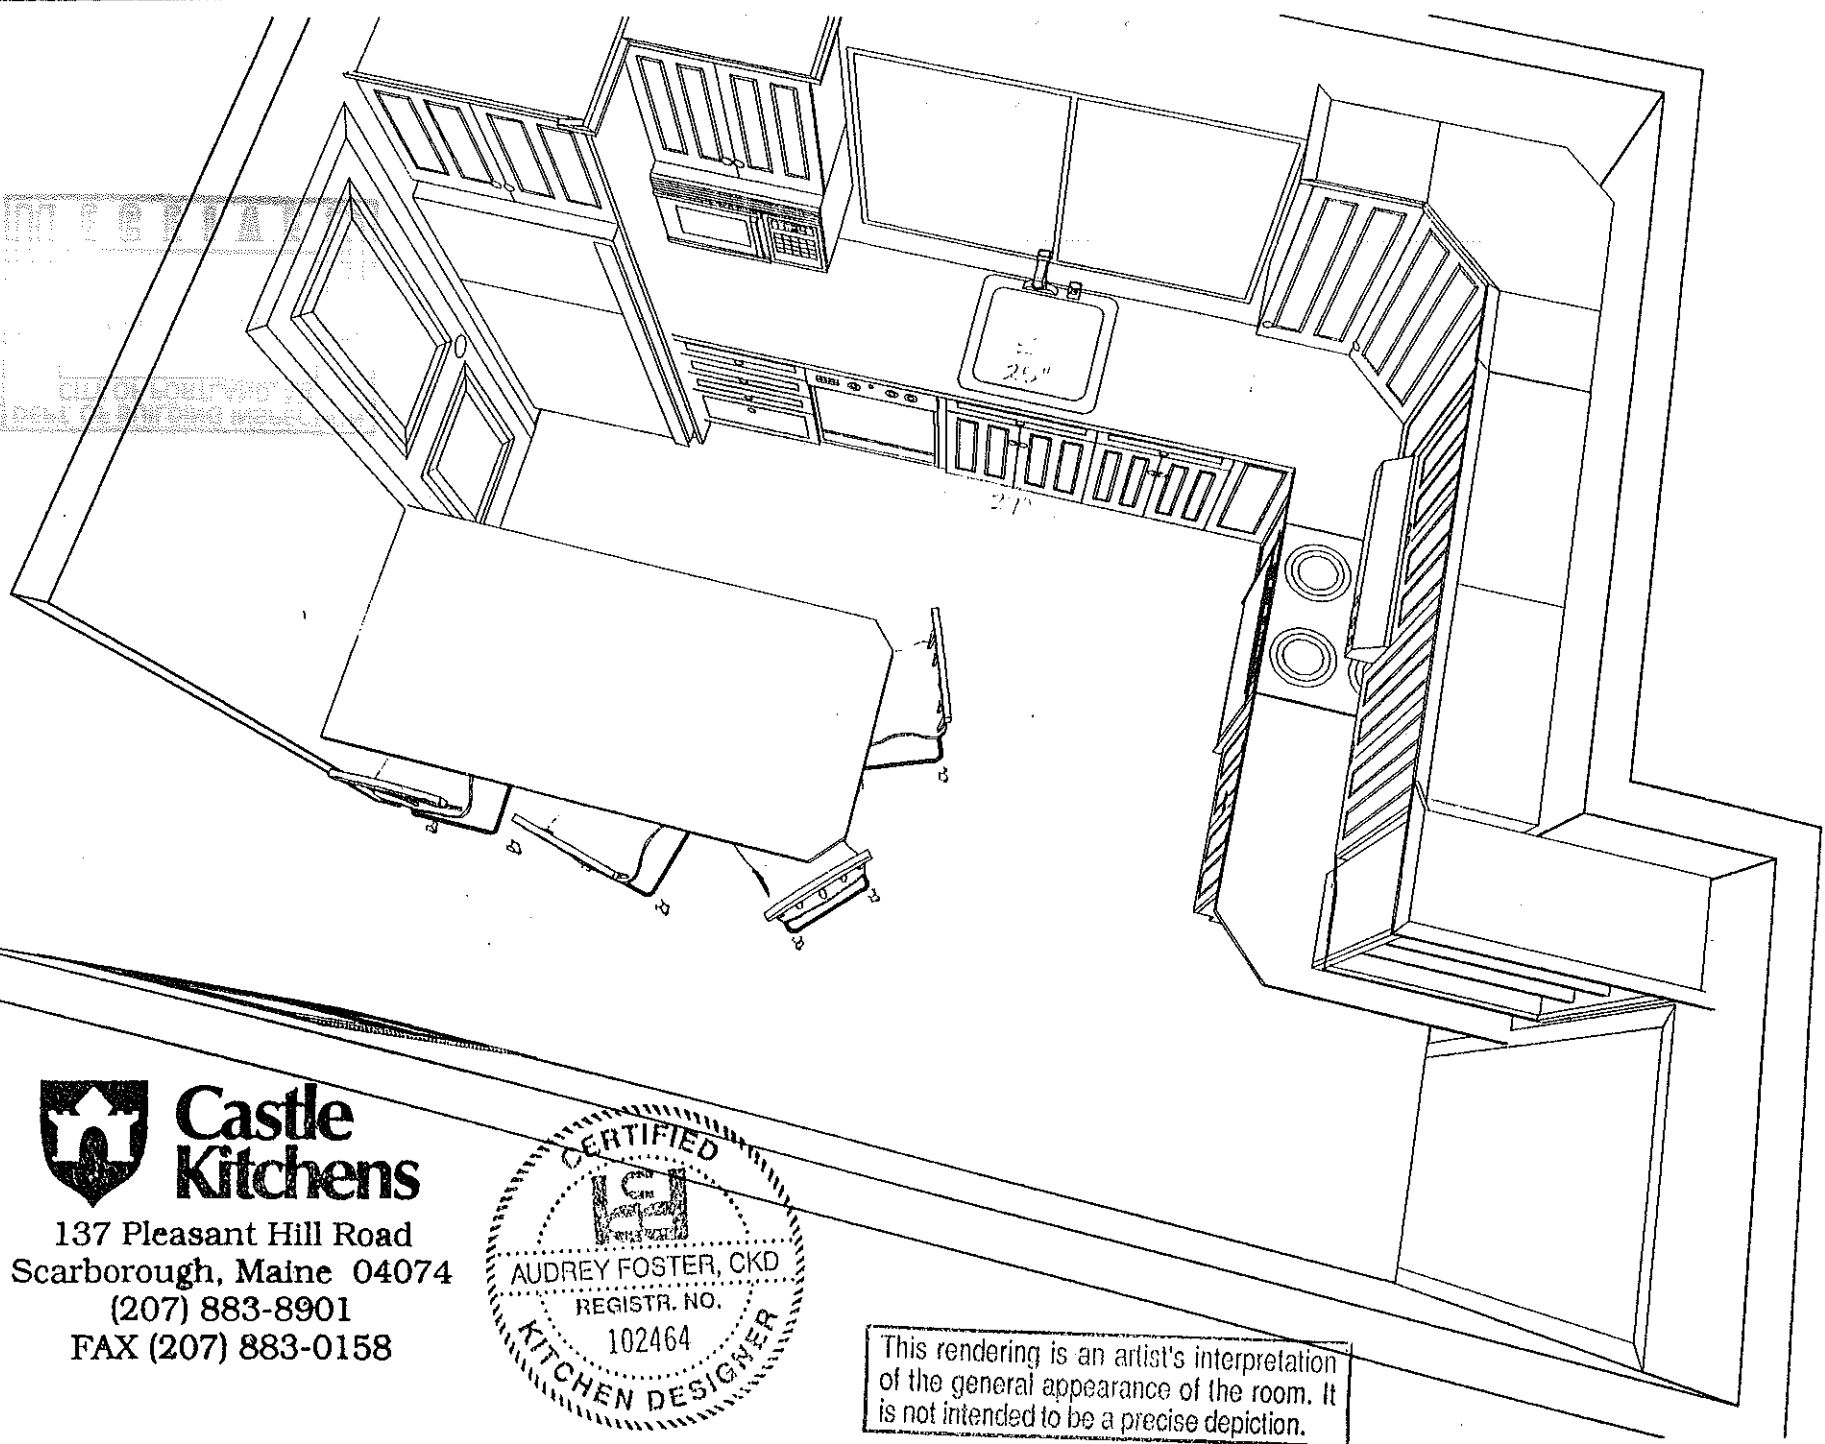 25"
Castle
Kitchens
137 Pleasant Hill Road
Scarborough, Maine 04074
(207) 883-8901
FAX (207) 883-0158
CERTIFIED
AUDREY FOSTER, CKD
REGISTR. NO.
102464
KITCHEN DESIGNER
This rendering is an artist's interpretation
of the general appearance of the room. It
is not intended to be a precise depiction.